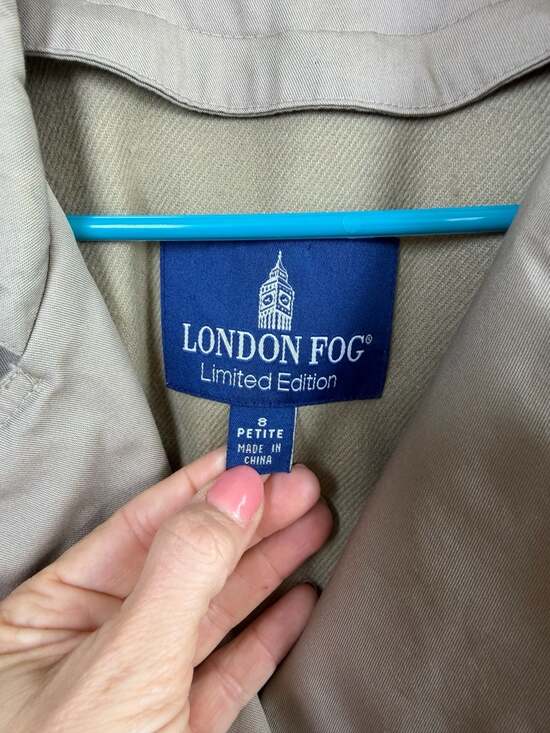 LONDON FOG®
Limited Edition
8
PETITE
MADE IN
CHINA